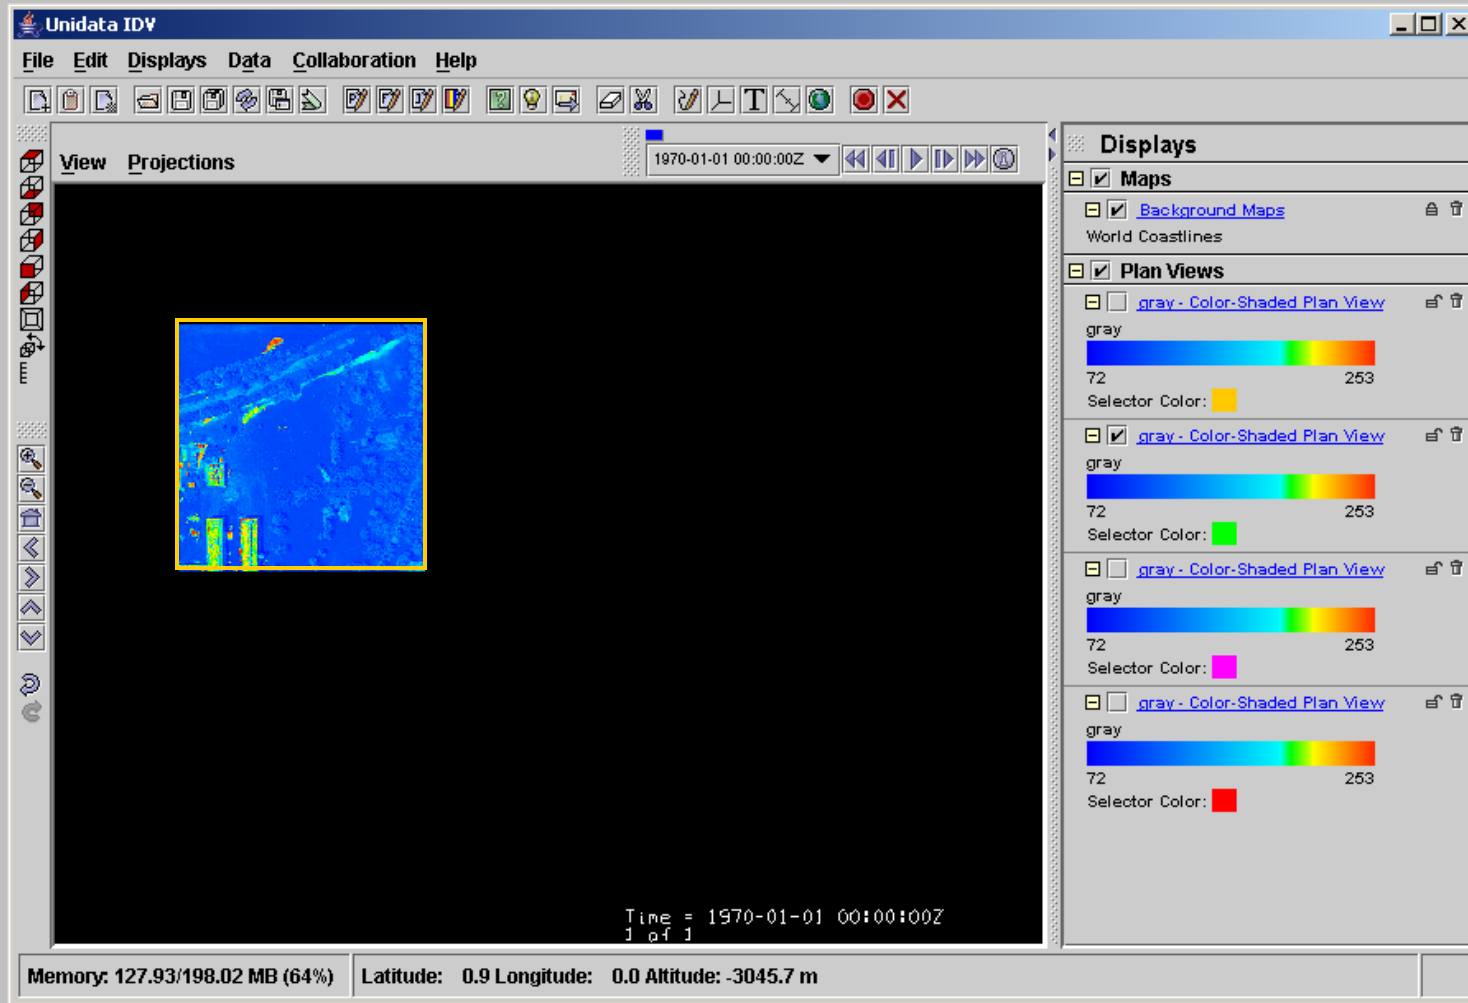 Unidata IDV
File Edit Displays Data Collaboration Help
View Projections
1970-01-01 00:00:00Z
Time = 1970-01-01 00:00:00Z
1 of 1
Displays
Maps
Background Maps
World Coastlines
Plan Views
gray - Color-Shaded Plan View
gray
72 253
Selector Color:
gray - Color-Shaded Plan View
gray
72 253
Selector Color:
gray - Color-Shaded Plan View
gray
72 253
Selector Color:
gray - Color-Shaded Plan View
gray
72 253
Selector Color:
Memory: 127.93/198.02 MB (64%) Latitude: 0.9 Longitude: 0.0 Altitude: -3045.7 m